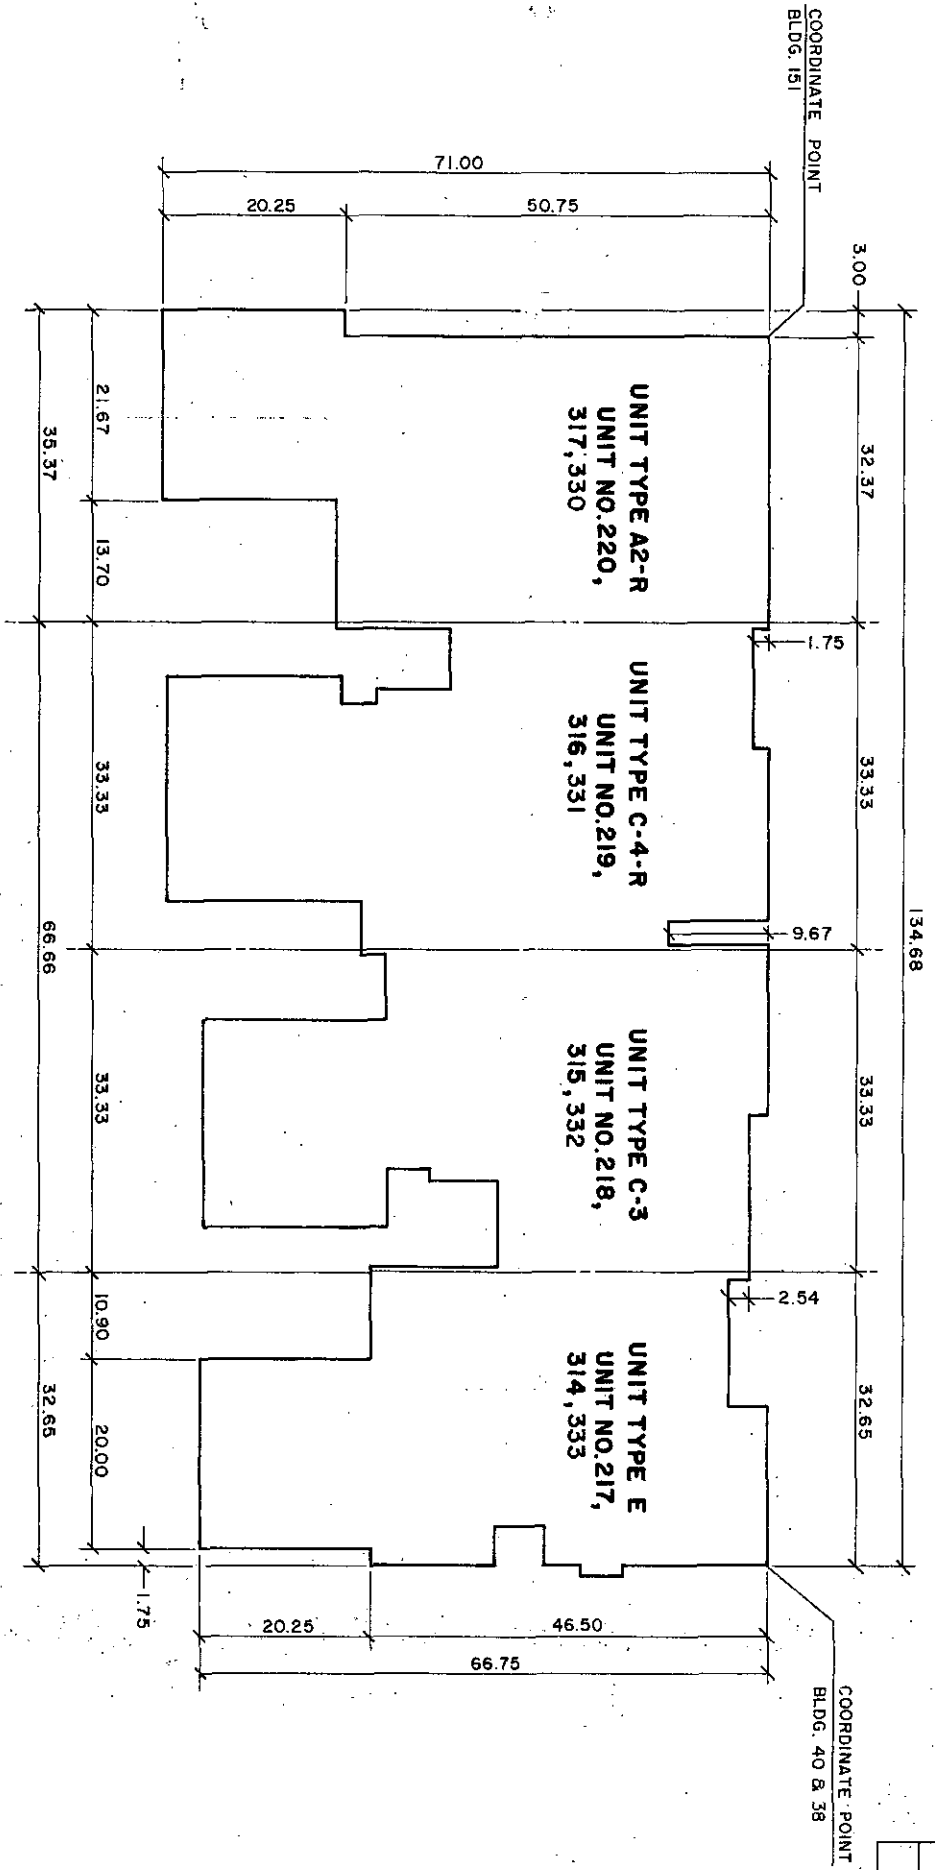 COORDINATE POINT
BLDG. 151
COORDINATE POINT
BLDG. 40 & 38
134.68
3.00
32.37
33.33
33.33
32.65
1.75
9.67
2.54
71.00
50.75
20.25
UNIT TYPE A2-R
UNIT NO.220,
317,330
UNIT TYPE C-4-R
UNIT NO.219,
316,331
UNIT TYPE C-3
UNIT NO.218,
315,332
UNIT TYPE E
UNIT NO.217,
314,333
46.50
20.25
66.75
21.67
13.70
33.33
33.33
10.90
20.00
1.75
35.37
66.66
32.65